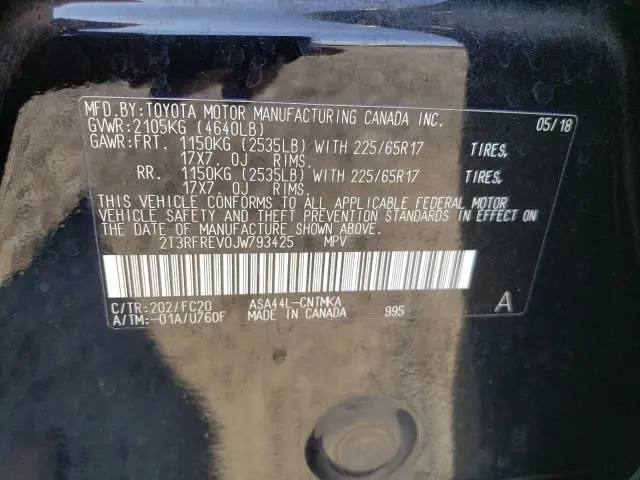 MFD.BY:TOYOTA MOTOR MANUFACTURING CANADA INC. 05/18
GVWR:2105KG (4640LB)
GAWR:FRT. 1150KG (2535LB) WITH 225/65R17 TIRES,
17X7.0J RIMS.
RR. 1150KG (2535LB) WITH 225/65R17 TIRES,
17X7.0J RIMS.
THIS VEHICLE CONFORMS TO ALL APPLICABLE FEDERAL MOTOR
VEHICLE SAFETY AND THEFT PREVENTION STANDARDS IN EFFECT ON
THE DATE OF MANUFACTURE SHOWN ABOVE.
2T3RFREV0JW793425 MPV
C/TR:202/FC20 ASA44L-CNTMKA 995 A
A/TM:-01A/U760F MADE IN CANADA